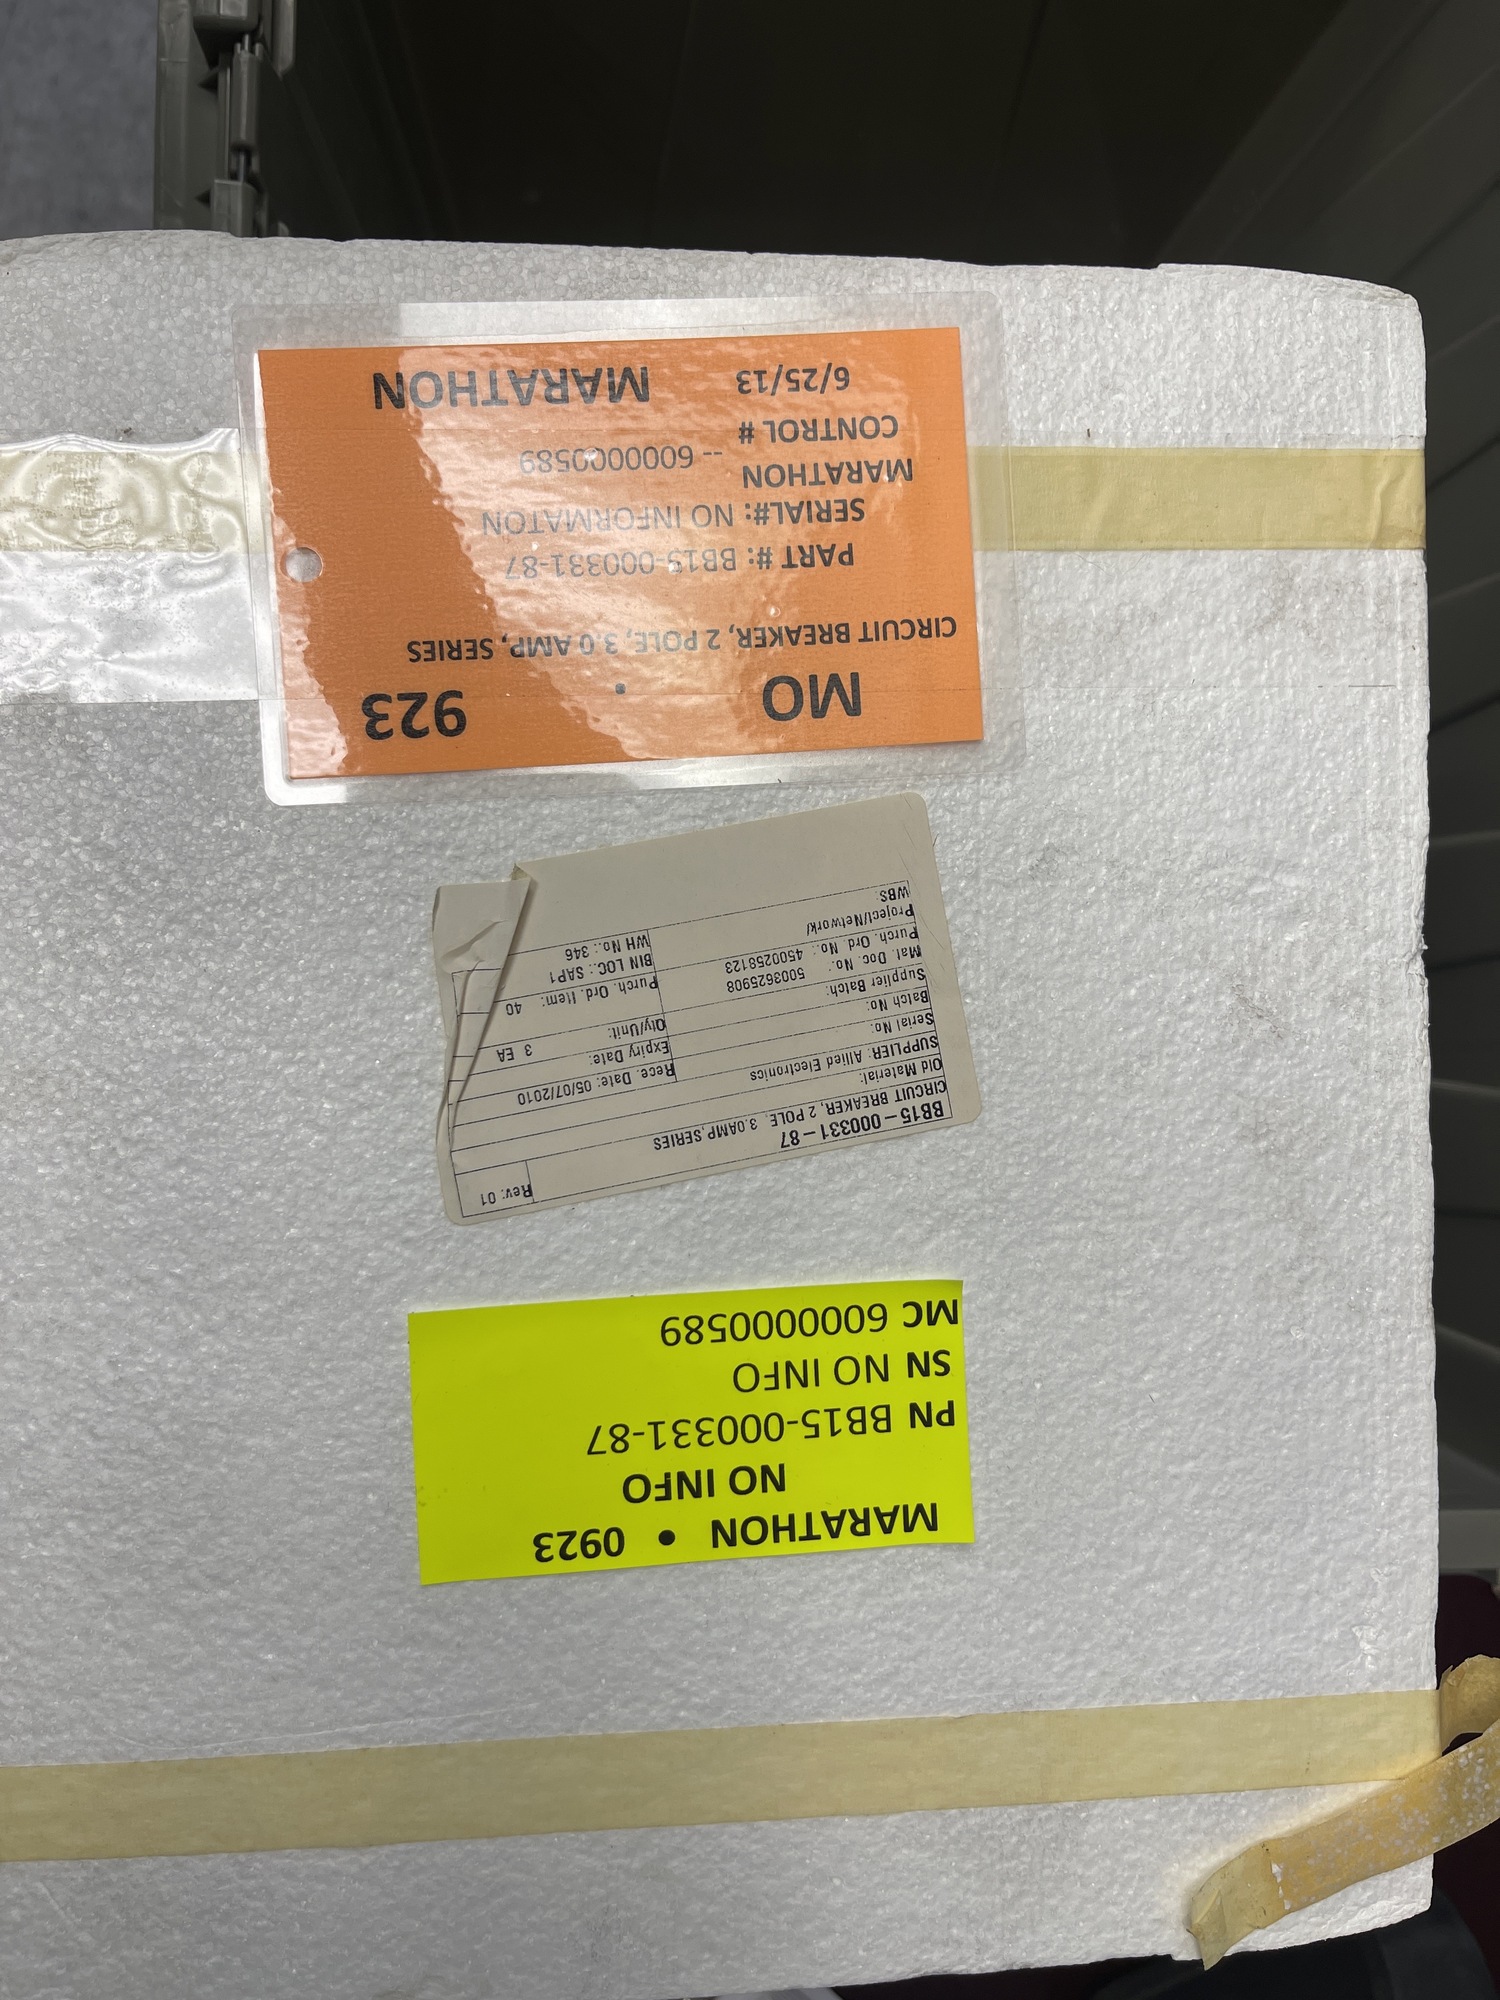 MO • 923
CIRCUIT BREAKER, 2 POLE, 3.0 AMP, SERIES
PART #: BB15-000331-87
SERIAL#: NO INFORMATON
MARATHON
CONTROL # -- 6000000589
6/25/13 MARATHON
Rev: 01
BB15-000331-87
CIRCUIT BREAKER, 2 POLE. 3.0AMP,SERIES
Old Material:
SUPPLIER: Allied Electronics
Serial No: Rece. Date: 05/07/2010
Batch No: Expiry Date:
Supplier Batch: Qty/Unit: 3 EA
Mat. Doc. No.: 5003625908 Purch. Ord. Item: 40
Purch. Ord. No.: 4500258123 BIN LOC.: SAP1
Project/Network/ WH No.: 346
WBS:
MARATHON • 0923
NO INFO
PN BB15-000331-87
SN NO INFO
MC 6000000589